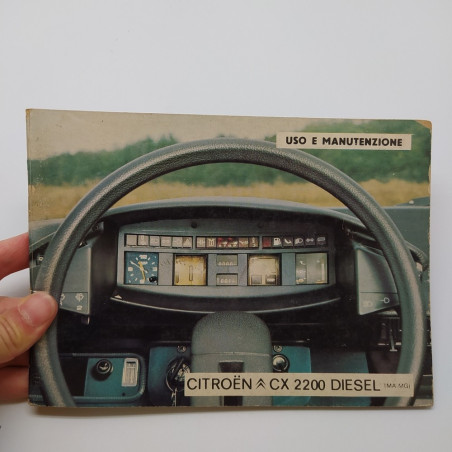 USO E MANUTENZIONE
CITROËN CX 2200 DIESEL (MA-MG)